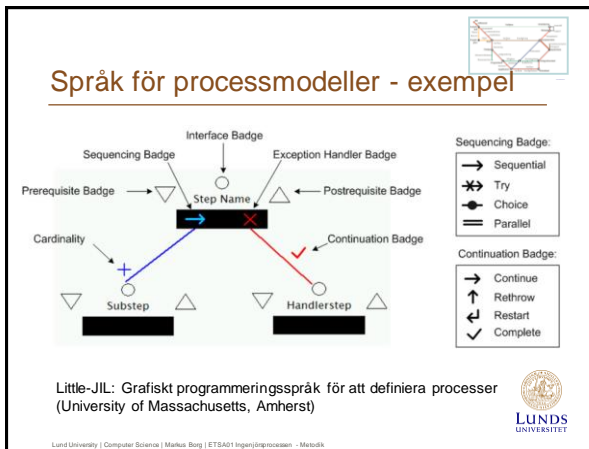 Språk för processmodeller - exempel
Interface Badge
Sequencing Badge
Exception Handler Badge
Prerequisite Badge
Step Name
Postrequisite Badge
Cardinality
Continuation Badge
Substep
Handlerstep
Sequencing Badge:
Sequential
Try
Choice
Parallel
Continuation Badge:
Continue
Rethrow
Restart
Complete
Little-JIL: Grafiskt programmeringsspråk för att definiera processer
(University of Massachusetts, Amherst)
LUNDS
UNIVERSITET
Lund University | Computer Science | Markus Borg | ETSA01 Ingenjörsprocessen - Metodik